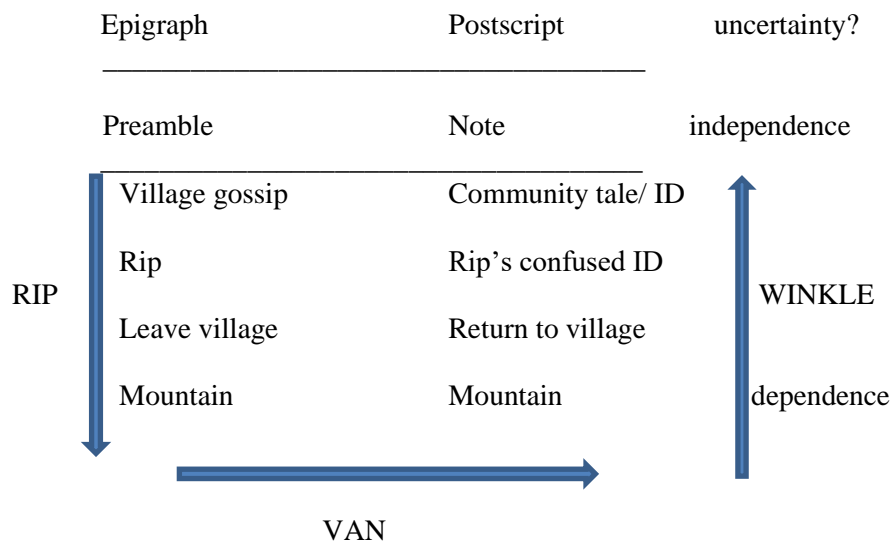 Epigraph Postscript uncertainty?
Preamble Note independence
Village gossip Community tale/ ID
Rip Rip’s confused ID
RIP WINKLE
Leave village Return to village
Mountain Mountain dependence
VAN